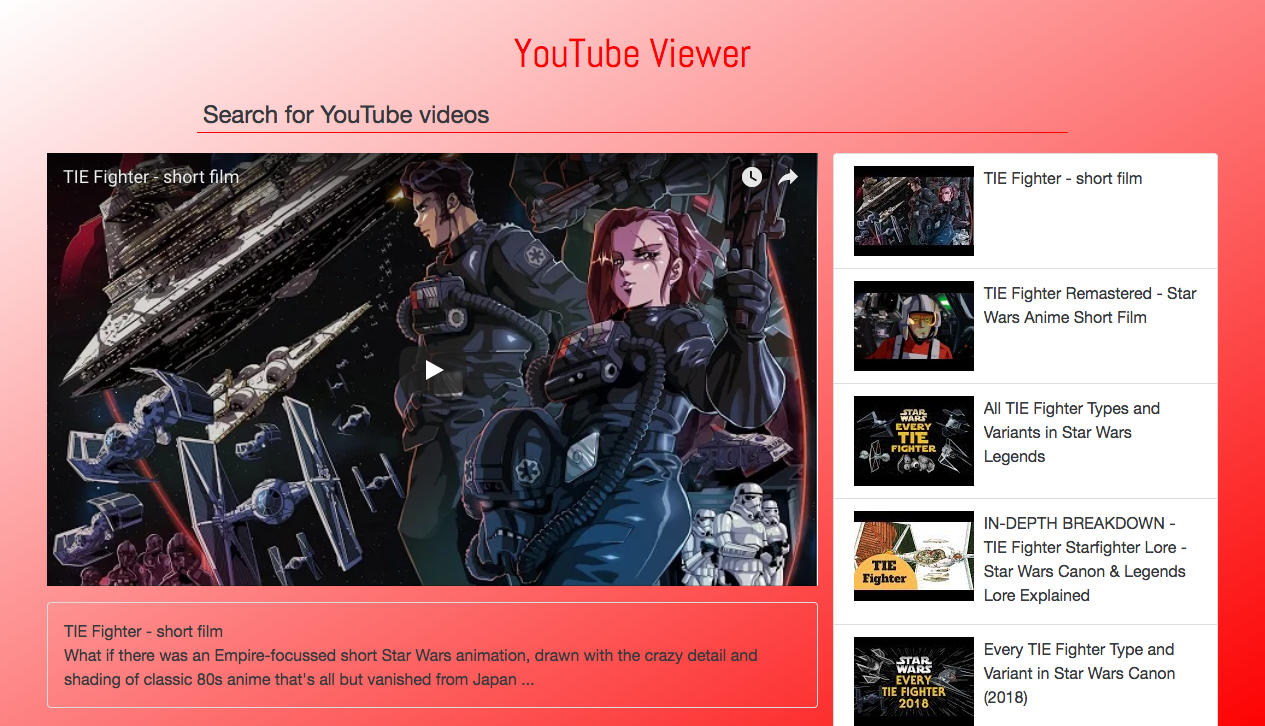 YouTube Viewer
Search for YouTube videos
TIE Fighter - short film
TIE Fighter - short film
What if there was an Empire-focussed short Star Wars animation, drawn with the crazy detail and
shading of classic 80s anime that's all but vanished from Japan ...
TIE Fighter - short film
TIE Fighter Remastered - Star
Wars Anime Short Film
STAR
WARS
EVERY
TIE
FIGHTER
All TIE Fighter Types and
Variants in Star Wars
Legends
TIE
Fighter
IN-DEPTH BREAKDOWN -
TIE Fighter Starfighter Lore -
Star Wars Canon & Legends
Lore Explained
STAR
WARS
EVERY
TIE FIGHTER
2018
Every TIE Fighter Type and
Variant in Star Wars Canon
(2018)